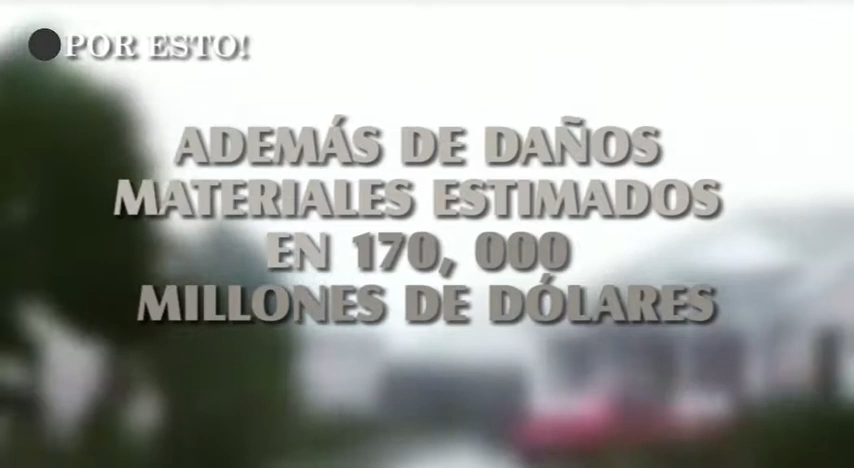 POR ESTO!
ADEMÁS DE DAÑOS
MATERIALES ESTIMADOS
EN 170, 000
MILLONES DE DÓLARES